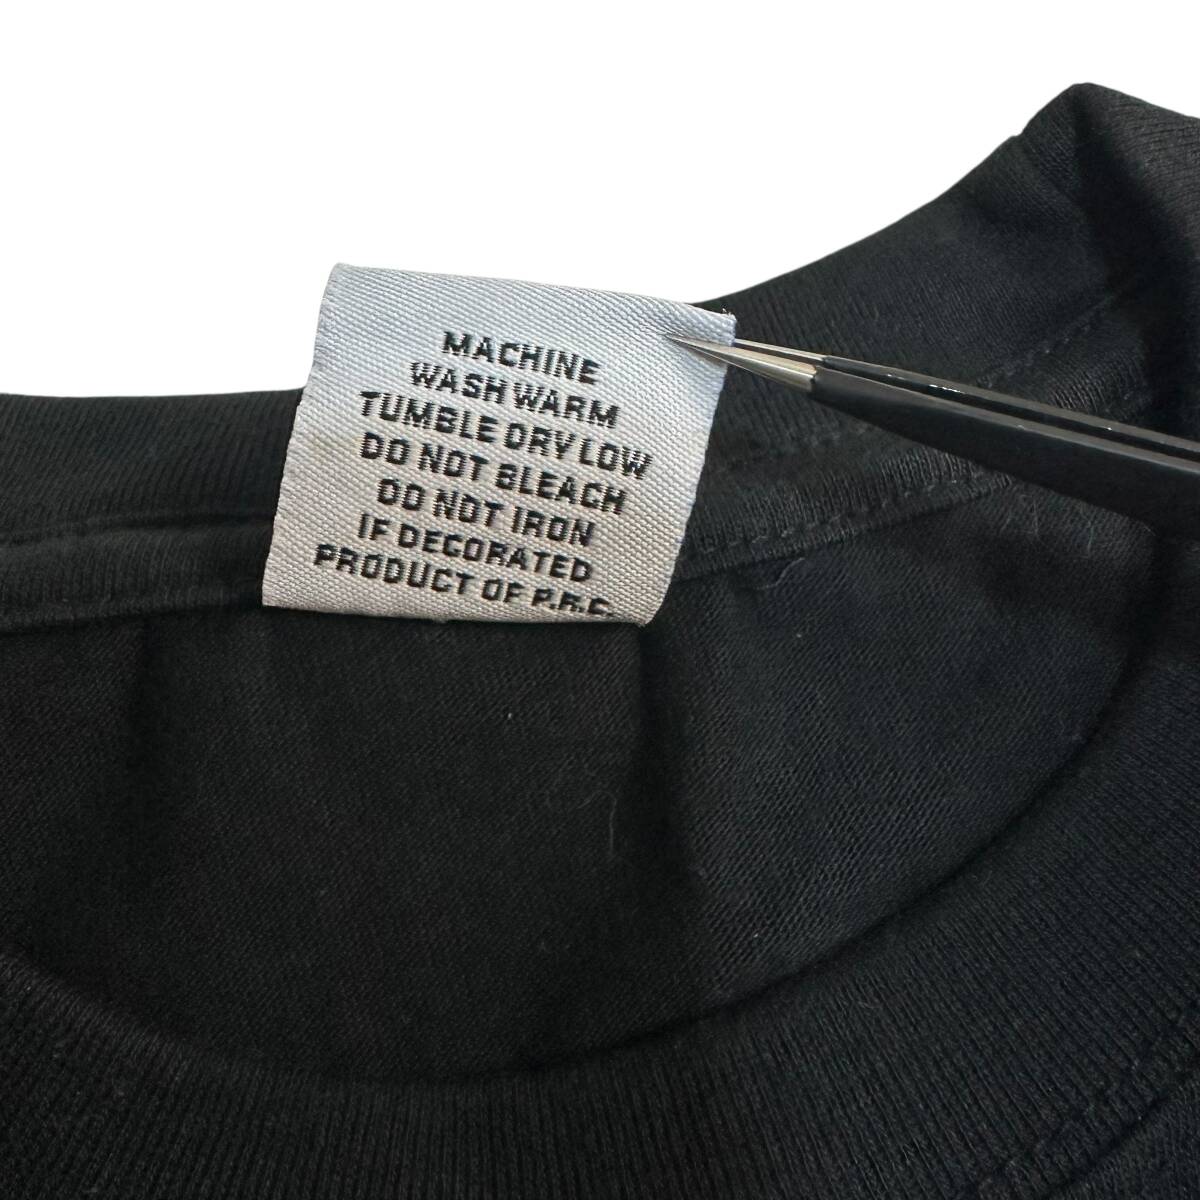 MACHINE
WASH WARM
TUMBLE DRY LOW
DO NOT BLEACH
DO NOT IRON
IF DECORATED
PRODUCT OF P.R.C.